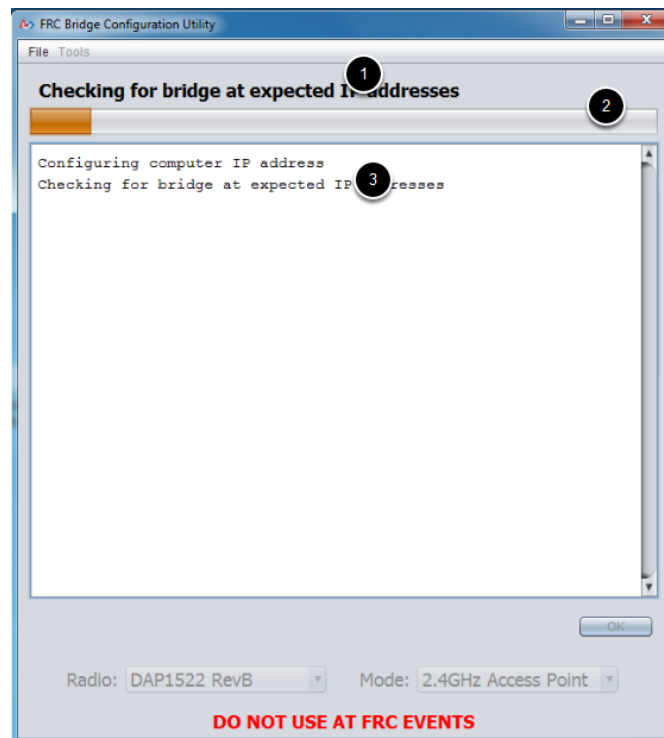 FRC Bridge Configuration Utility
File Tools
1
Checking for bridge at expected IP addresses
2
Configuring computer IP address
3
Checking for bridge at expected IP resses
OK
Radio: DAP1522 RevB Mode: 2.4GHz Access Point
DO NOT USE AT FRC EVENTS